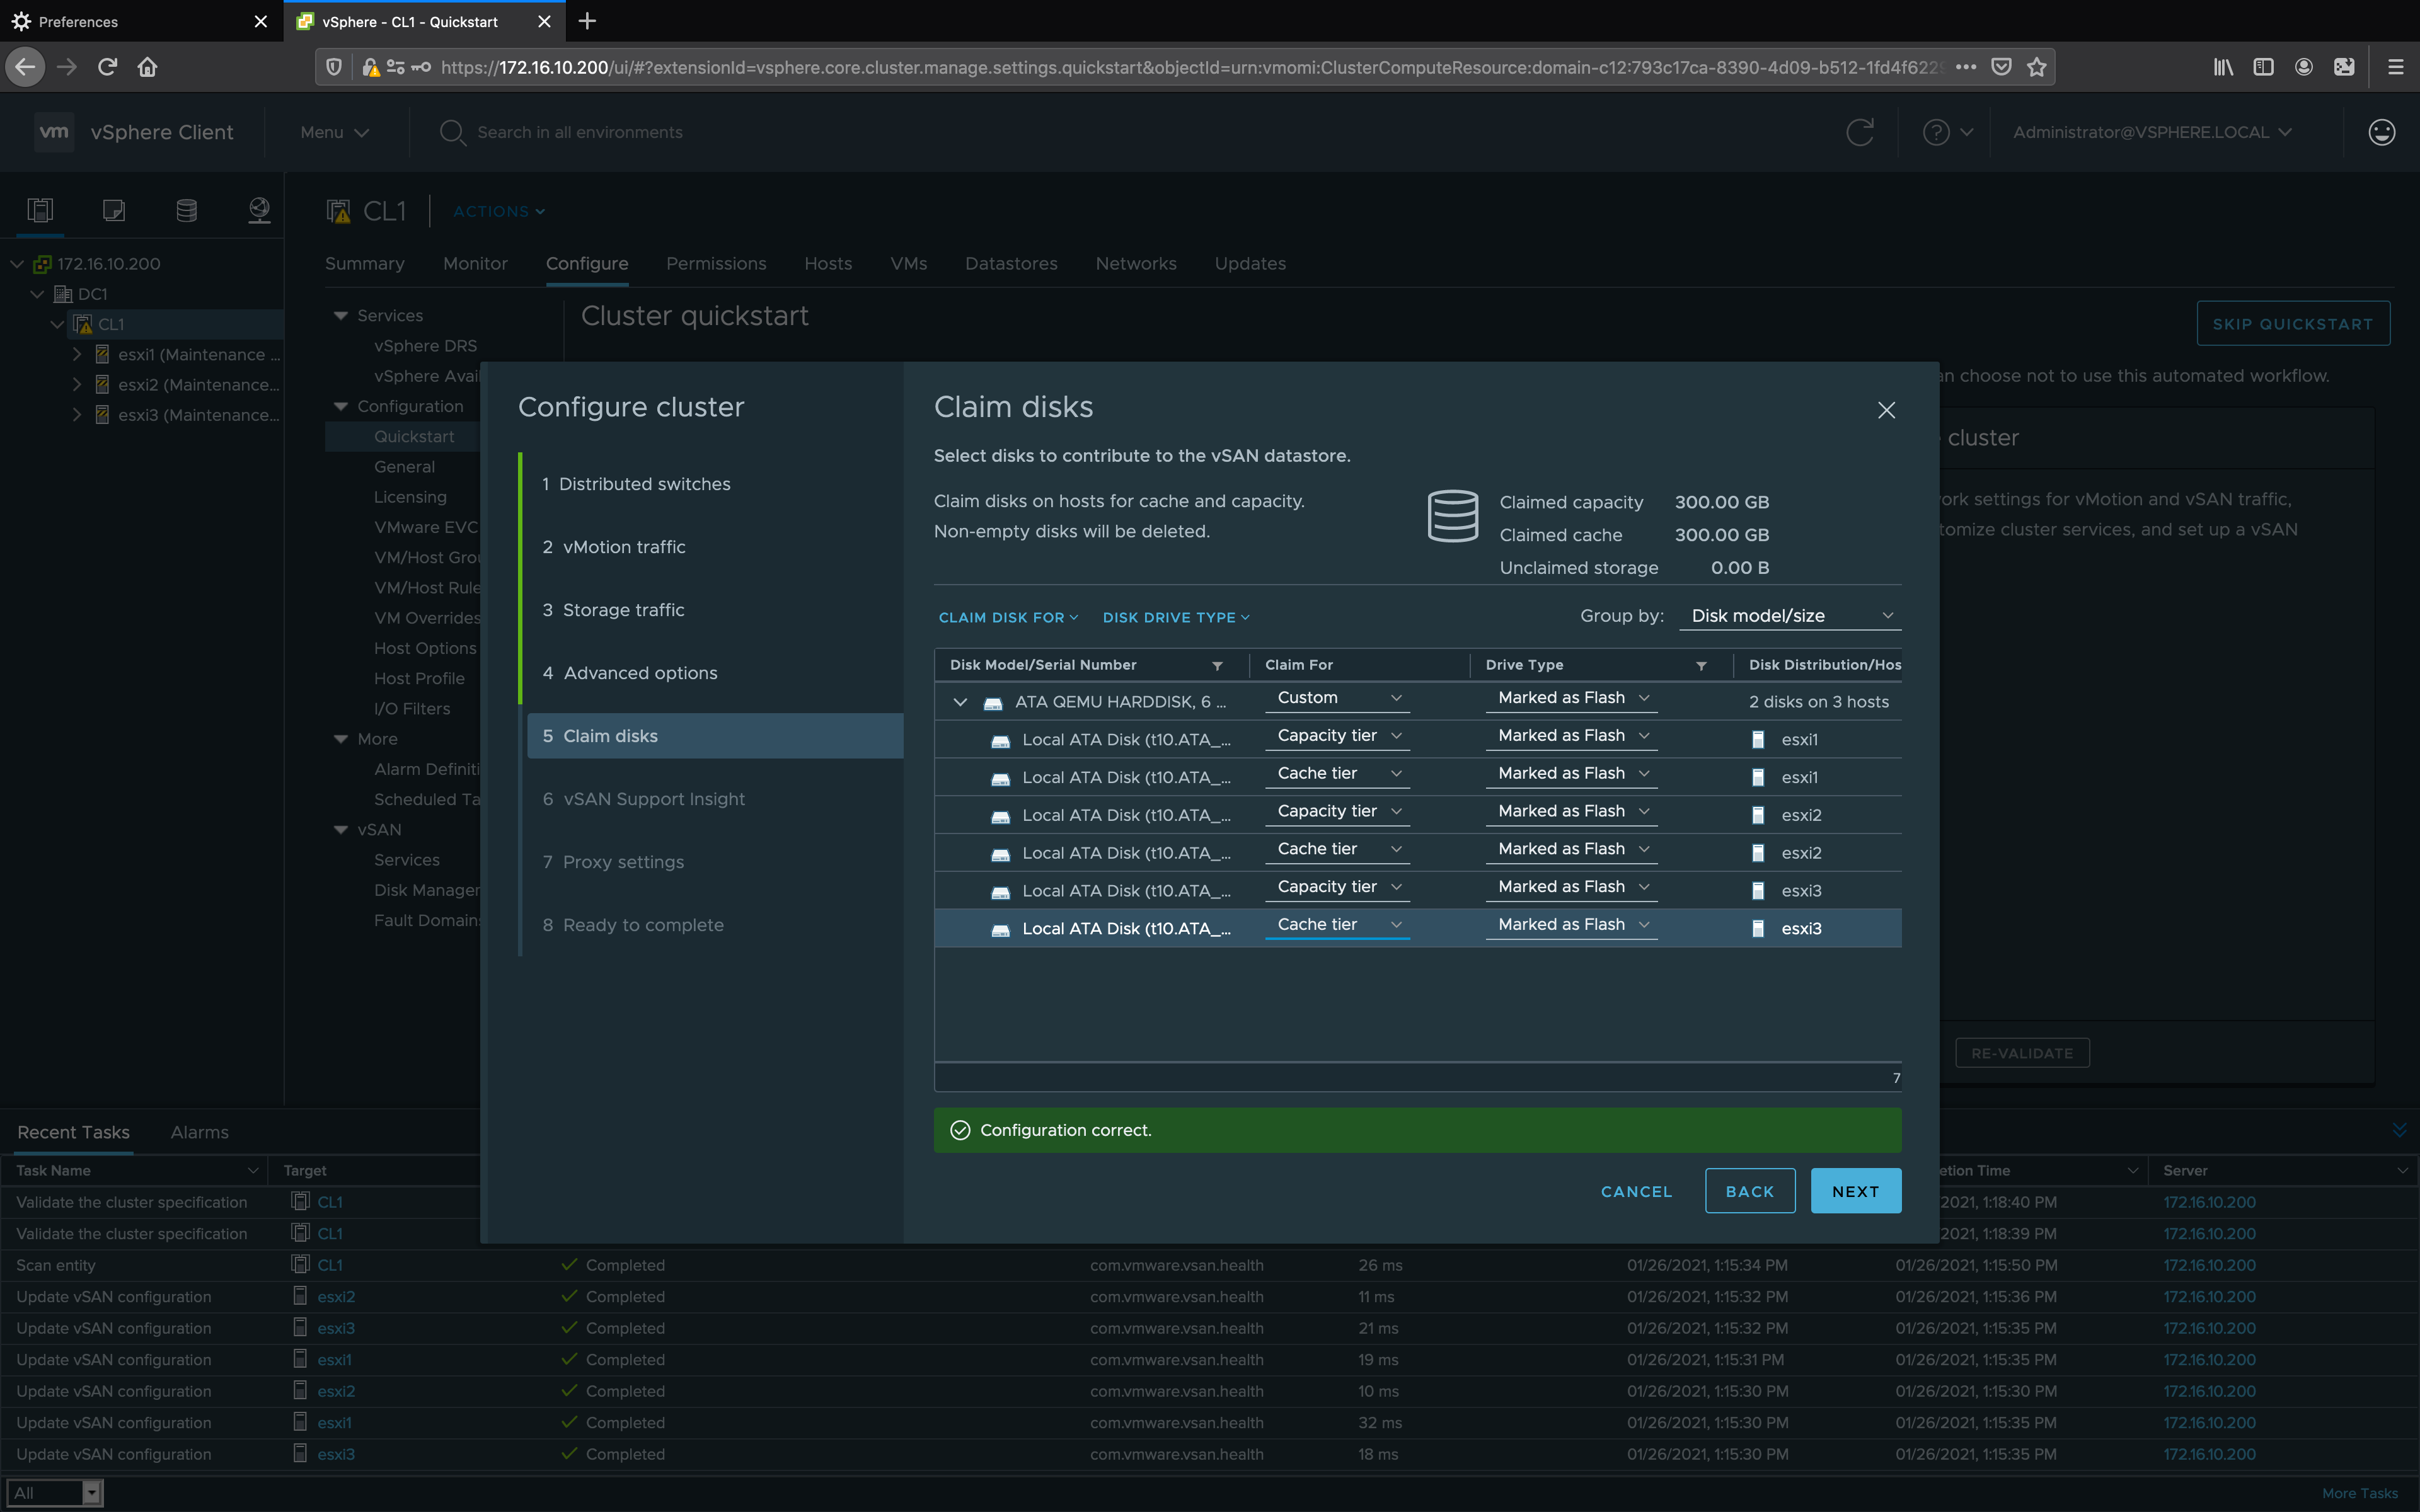 Preferences
vSphere - CL1 - Quickstart
https://172.16.10.200/ui/#?extensionId=vsphere.core.cluster.manage.settings.quickstart&objectId=urn:vmomi:ClusterComputeResource:domain-c12:793c17ca-8390-4d09-b512-1fd4f6229
vm vSphere Client Menu Search in all environments Administrator@VSPHERE.LOCAL
CL1 ACTIONS
Summary Monitor Configure Permissions Hosts VMs Datastores Networks Updates
172.16.10.200
DC1
CL1
esxi1 (Maintenance ...
esxi2 (Maintenance...
esxi3 (Maintenance...
Services
vSphere DRS
vSphere Avai
Configuration
Quickstart
General
Licensing
VMware EVC
VM/Host Gro
VM/Host Rule
VM Overrides
Host Options
Host Profile
I/O Filters
More
Alarm Definiti
Scheduled Ta
vSAN
Services
Disk Manager
Fault Domain
Cluster quickstart
SKIP QUICKSTART
an choose not to use this automated workflow.
cluster
ork settings for vMotion and vSAN traffic,
tomize cluster services, and set up a vSAN
RE-VALIDATE
Configure cluster
1 Distributed switches
2 vMotion traffic
3 Storage traffic
4 Advanced options
5 Claim disks
6 vSAN Support Insight
7 Proxy settings
8 Ready to complete
Claim disks
Select disks to contribute to the vSAN datastore.
Claim disks on hosts for cache and capacity.
Non-empty disks will be deleted.
Claimed capacity 300.00 GB
Claimed cache 300.00 GB
Unclaimed storage 0.00 B
CLAIM DISK FOR DISK DRIVE TYPE Group by: Disk model/size
Disk Model/Serial Number Claim For Drive Type Disk Distribution/Hos
ATA QEMU HARDDISK, 6 ... Custom Marked as Flash 2 disks on 3 hosts
Local ATA Disk (t10.ATA_... Capacity tier Marked as Flash esxi1
Local ATA Disk (t10.ATA_... Cache tier Marked as Flash esxi1
Local ATA Disk (t10.ATA_... Capacity tier Marked as Flash esxi2
Local ATA Disk (t10.ATA_... Cache tier Marked as Flash esxi2
Local ATA Disk (t10.ATA_... Capacity tier Marked as Flash esxi3
Local ATA Disk (t10.ATA_... Cache tier Marked as Flash esxi3
7
Configuration correct.
CANCEL BACK NEXT
Recent Tasks Alarms
Task Name Target etion Time Server
Validate the cluster specification CL1 2021, 1:18:40 PM 172.16.10.200
Validate the cluster specification CL1 2021, 1:18:39 PM 172.16.10.200
Scan entity CL1 Completed com.vmware.vsan.health 26 ms 01/26/2021, 1:15:34 PM 01/26/2021, 1:15:50 PM 172.16.10.200
Update vSAN configuration esxi2 Completed com.vmware.vsan.health 11 ms 01/26/2021, 1:15:32 PM 01/26/2021, 1:15:36 PM 172.16.10.200
Update vSAN configuration esxi3 Completed com.vmware.vsan.health 21 ms 01/26/2021, 1:15:32 PM 01/26/2021, 1:15:35 PM 172.16.10.200
Update vSAN configuration esxi1 Completed com.vmware.vsan.health 19 ms 01/26/2021, 1:15:31 PM 01/26/2021, 1:15:35 PM 172.16.10.200
Update vSAN configuration esxi2 Completed com.vmware.vsan.health 10 ms 01/26/2021, 1:15:30 PM 01/26/2021, 1:15:35 PM 172.16.10.200
Update vSAN configuration esxi1 Completed com.vmware.vsan.health 32 ms 01/26/2021, 1:15:30 PM 01/26/2021, 1:15:35 PM 172.16.10.200
Update vSAN configuration esxi3 Completed com.vmware.vsan.health 18 ms 01/26/2021, 1:15:30 PM 01/26/2021, 1:15:35 PM 172.16.10.200
All More Tasks